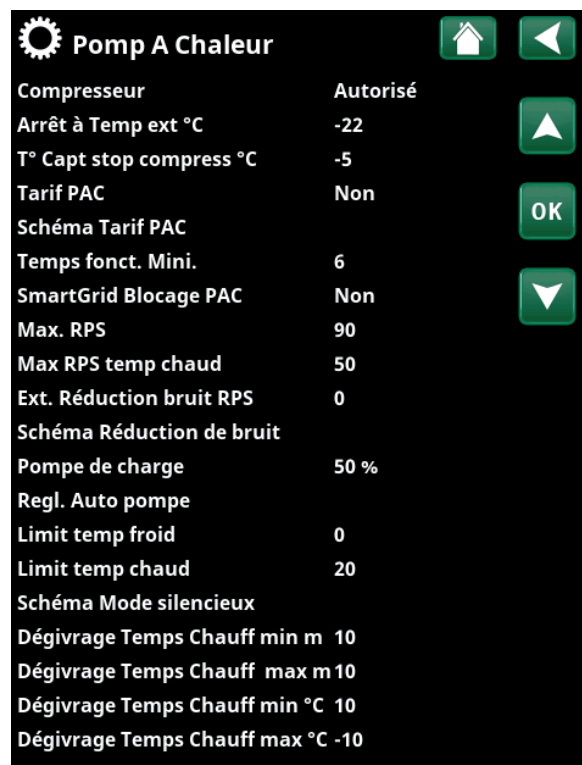 Pomp A Chaleur
Compresseur Autorisé
Arrêt à Temp ext °C -22
T° Capt stop compress °C -5
Tarif PAC Non
OK
Schéma Tarif PAC
Temps fonct. Mini. 6
SmartGrid Blocage PAC Non
Max. RPS 90
Max RPS temp chaud 50
Ext. Réduction bruit RPS 0
Schéma Réduction de bruit
Pompe de charge 50 %
Regl. Auto pompe
Limit temp froid 0
Limit temp chaud 20
Schéma Mode silencieux
Dégivrage Temps Chauff min m 10
Dégivrage Temps Chauff max m 10
Dégivrage Temps Chauff min °C 10
Dégivrage Temps Chauff max °C -10